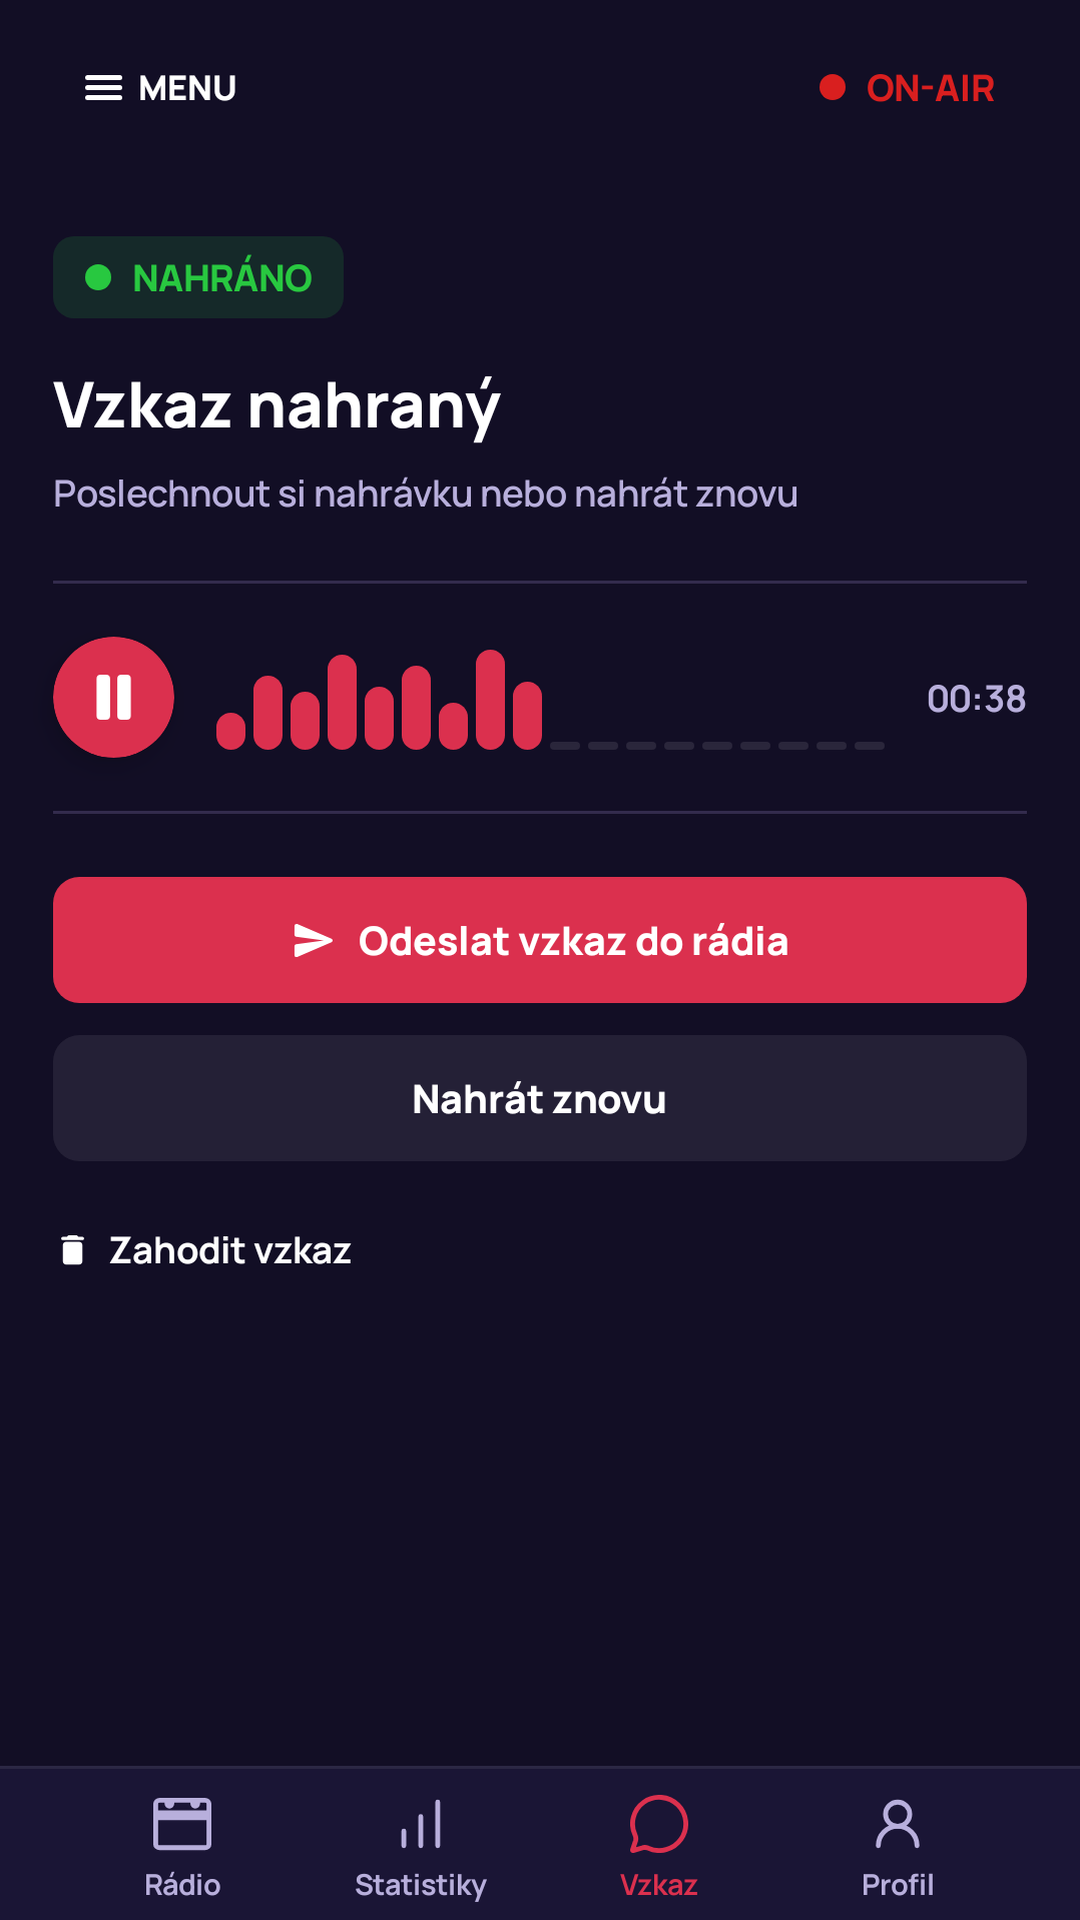 MENU
ON-AIR
NAHRÁNO
Vzkaz nahraný
Poslechnout si nahrávku nebo nahrát znovu
00:38
Odeslat vzkaz do rádia
Nahrát znovu
Zahodit vzkaz
Rádio
Statistiky
Vzkaz
Profil